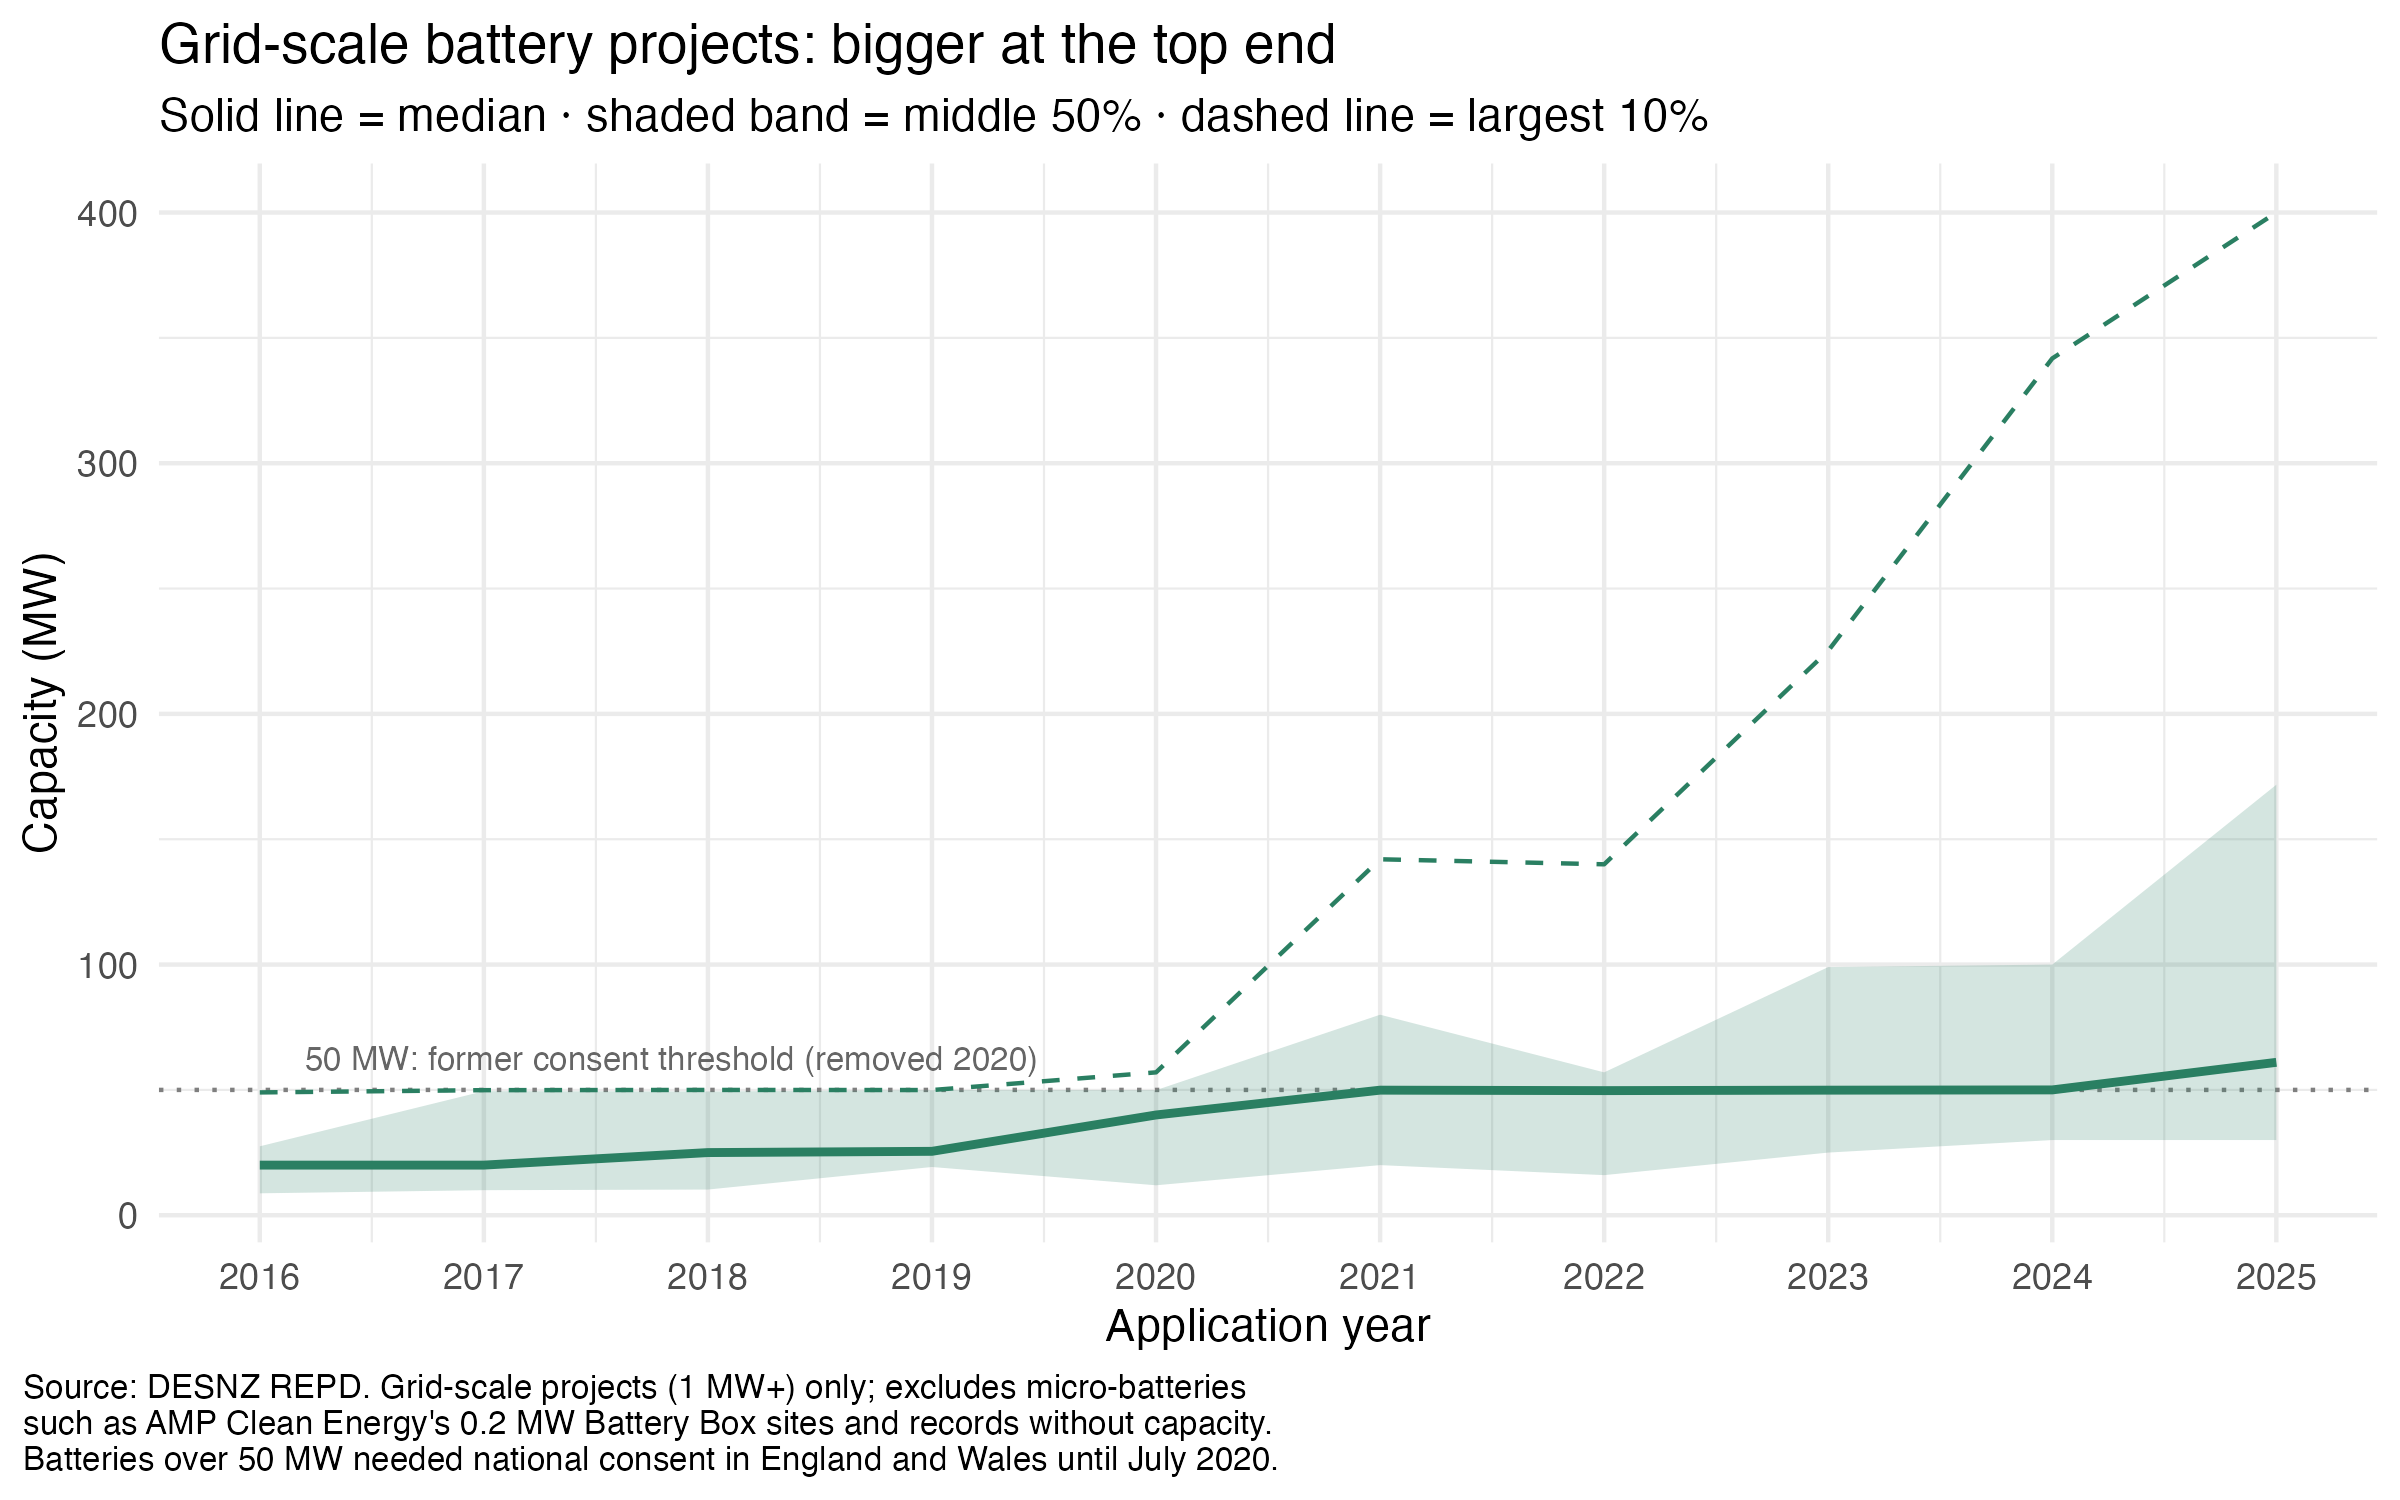 Grid-scale battery projects: bigger at the top end
Solid line = median · shaded band = middle 50% · dashed line = largest 10%
400
300
200
100
0
Capacity (MW)
50 MW: former consent threshold (removed 2020)
2016 2017 2018 2019 2020 2021 2022 2023 2024 2025
Application year
Source: DESNZ REPD. Grid-scale projects (1 MW+) only; excludes micro-batteries
such as AMP Clean Energy's 0.2 MW Battery Box sites and records without capacity.
Batteries over 50 MW needed national consent in England and Wales until July 2020.